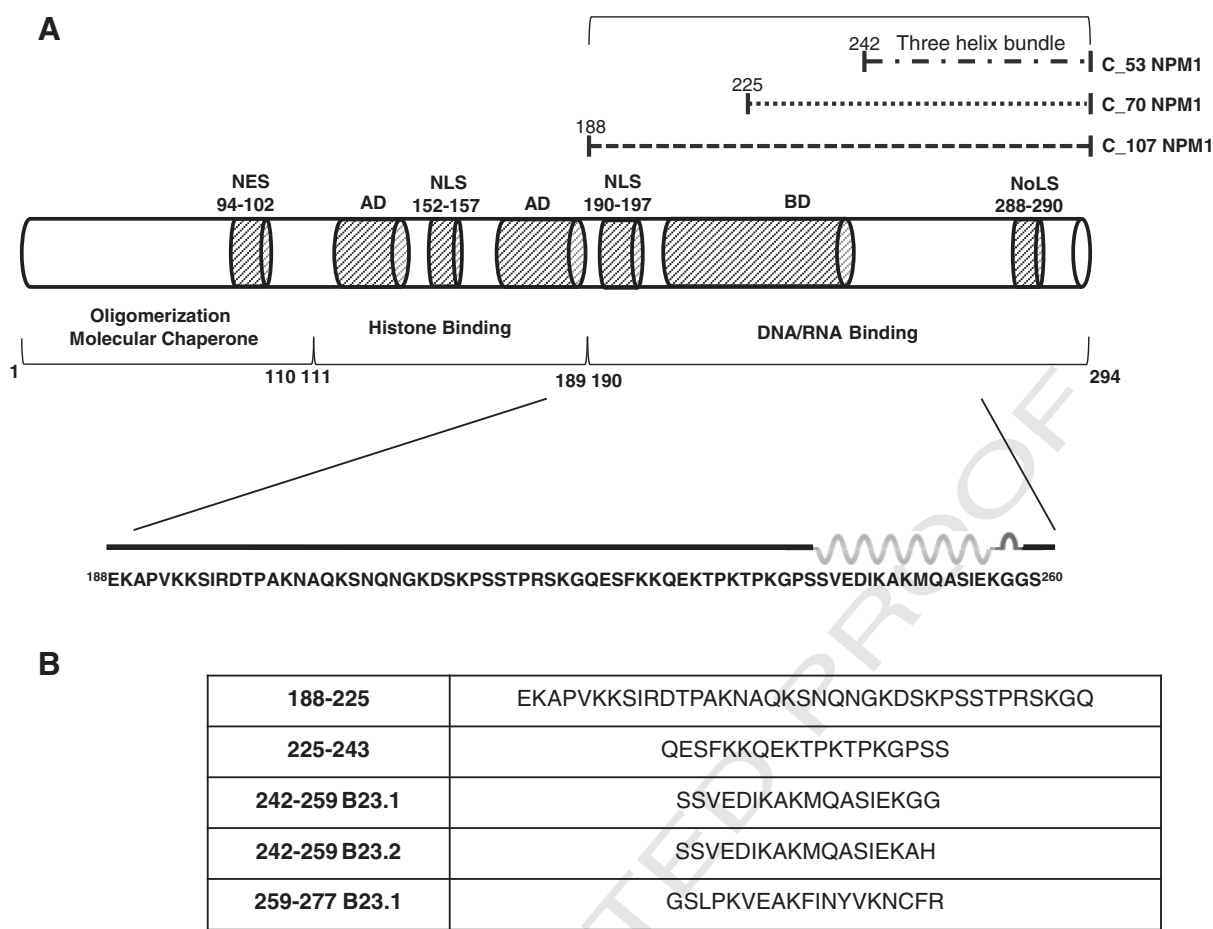 A
242 Three helix bundle
C_53 NPM1
225
C_70 NPM1
188
C_107 NPM1
NES
94-102
AD
NLS
152-157
AD
NLS
190-197
BD
NoLS
288-290
Oligomerization
Molecular Chaperone
Histone Binding
DNA/RNA Binding
1
110 111
189 190
294
188EKAPVKKSIRDTPAKNAQKSNQNGKDSKPSSTPRSKGQESFKKQEKTPKTPKGPSSVEDIKAKMQASIEKGGS260
B
188-225 EKAPVKKSIRDTPAKNAQKSNQNGKDSKPSSTPRSKGQ
225-243 QESFKKQEKTPKTPKGPSS
242-259 B23.1 SSVEDIKAKMQASIEKGG
242-259 B23.2 SSVEDIKAKMQASIEKAH
259-277 B23.1 GSLPKVEAKFINYVKNCFR
TED PROOF